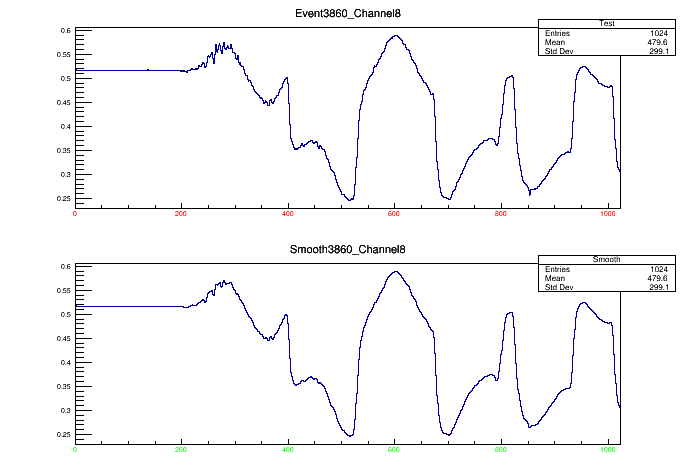 Event3860_Channel8
Test
Entries 1024
Mean 479.6
Std Dev 299.1
0.6
0.55
0.5
0.45
0.4
0.35
0.3
0.25
0 200 400 600 800 1000
Smooth3860_Channel8
Smooth
Entries 1024
Mean 479.6
Std Dev 299.1
0.6
0.55
0.5
0.45
0.4
0.35
0.3
0.25
0 200 400 600 800 1000